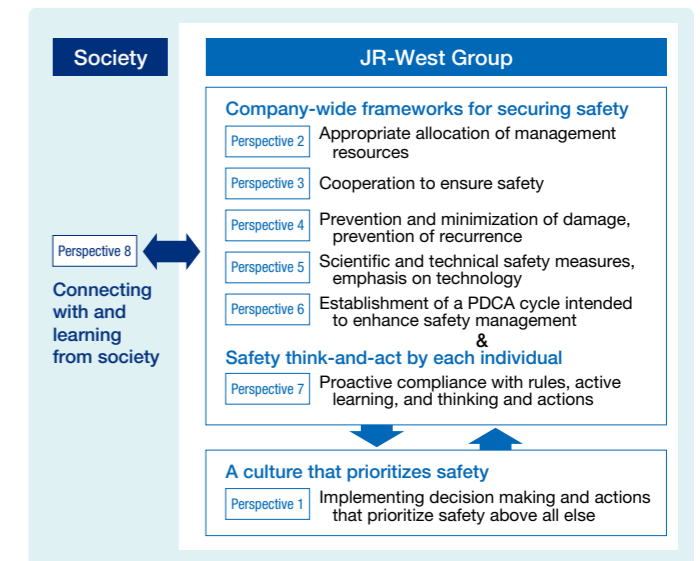 Society
JR-West Group
Company-wide frameworks for securing safety
Perspective 2
Appropriate allocation of management
resources
Perspective 3
Cooperation to ensure safety
Perspective 4
Prevention and minimization of damage,
prevention of recurrence
Perspective 5
Scientific and technical safety measures,
emphasis on technology
Perspective 6
Establishment of a PDCA cycle intended
to enhance safety management
&
Safety think-and-act by each individual
Perspective 7
Proactive compliance with rules, active
learning, and thinking and actions
Perspective 8
Connecting
with and
learning
from society
A culture that prioritizes safety
Perspective 1
Implementing decision making and actions
that prioritize safety above all else